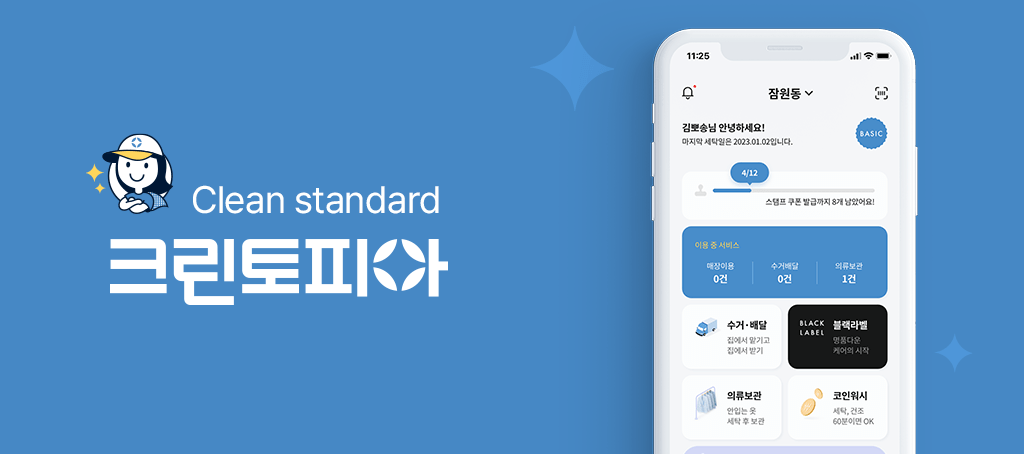 Clean standard
크린토피아
11:25
잠원동
김뽀송님 안녕하세요!
마지막 세탁일은 2023.01.02입니다.
BASIC
4/12
스탬프 쿠폰 발급까지 8개 남았어요!
이용 중 서비스
매장이용 수거배달 의류보관
0건 0건 1건
수거·배달
집에서 맡기고
집에서 받기
BLACK
LABEL
블랙라벨
명품다운
케어의 시작
의류보관
안입는 옷
세탁 후 보관
코인워시
세탁, 건조
60분이면 OK